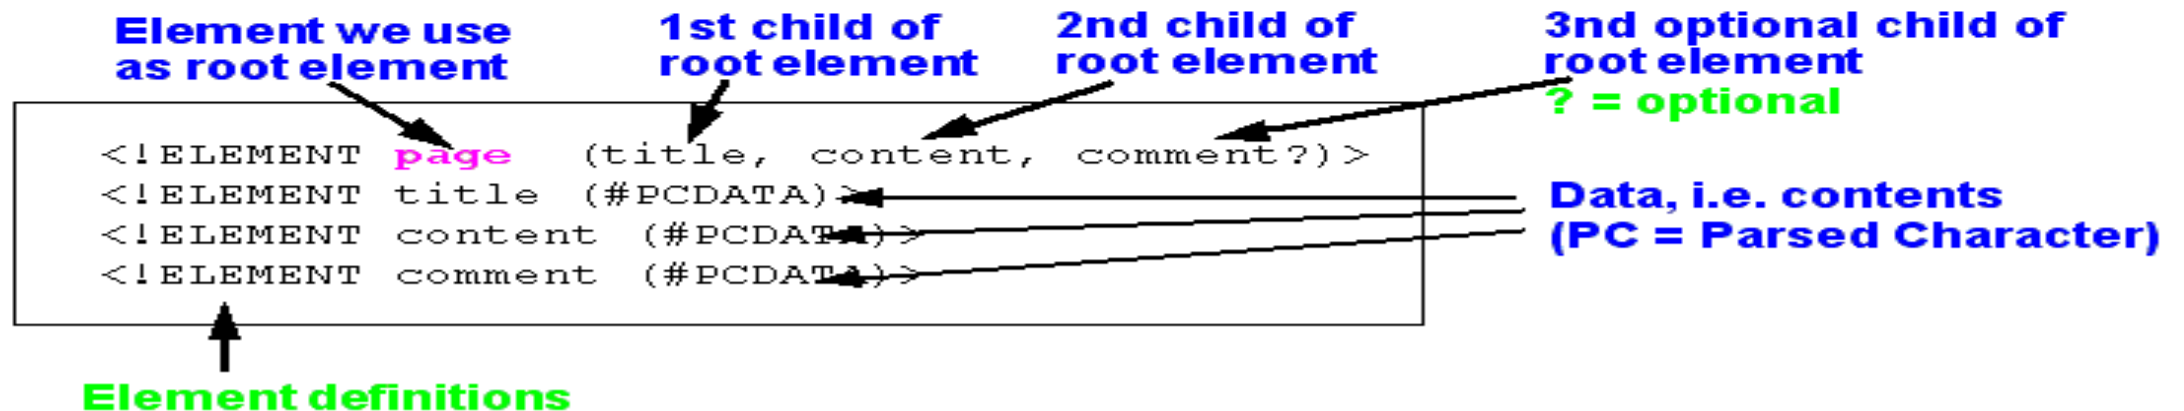 Element we use
as root element
1st child of
root element
2nd child of
root element
3nd optional child of
root element
? = optional
<!ELEMENT page (title, content, comment?)>
<!ELEMENT title (#PCDATA)>
<!ELEMENT content (#PCDATA)>
<!ELEMENT comment (#PCDATA)>
Data, i.e. contents
(PC = Parsed Character)
Element definitions